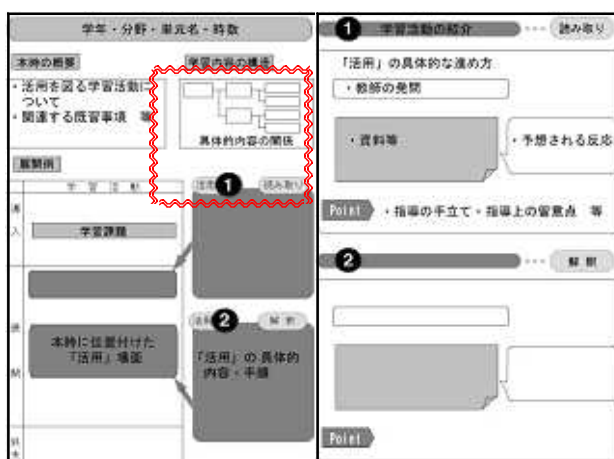 学年・分野・単元名・時数
本時の概要
学習内容の構造
・活用を図る学習活動に
ついて
・関連する既習事項 等
具体的内容の関係
展開例
学習活動
導
入
学習課題
活用
1
読み取り
展
開
本時に位置付けた
「活用」場面
活用
2
解釈
「活用」の具体的
内容・手順
終
末
1
学習活動の紹介
読み取り
「活用」の具体的な進め方
・教師の発問
・資料等
・予想される反応
Point
・指導の手立て・指導上の留意点 等
2
解釈
Point